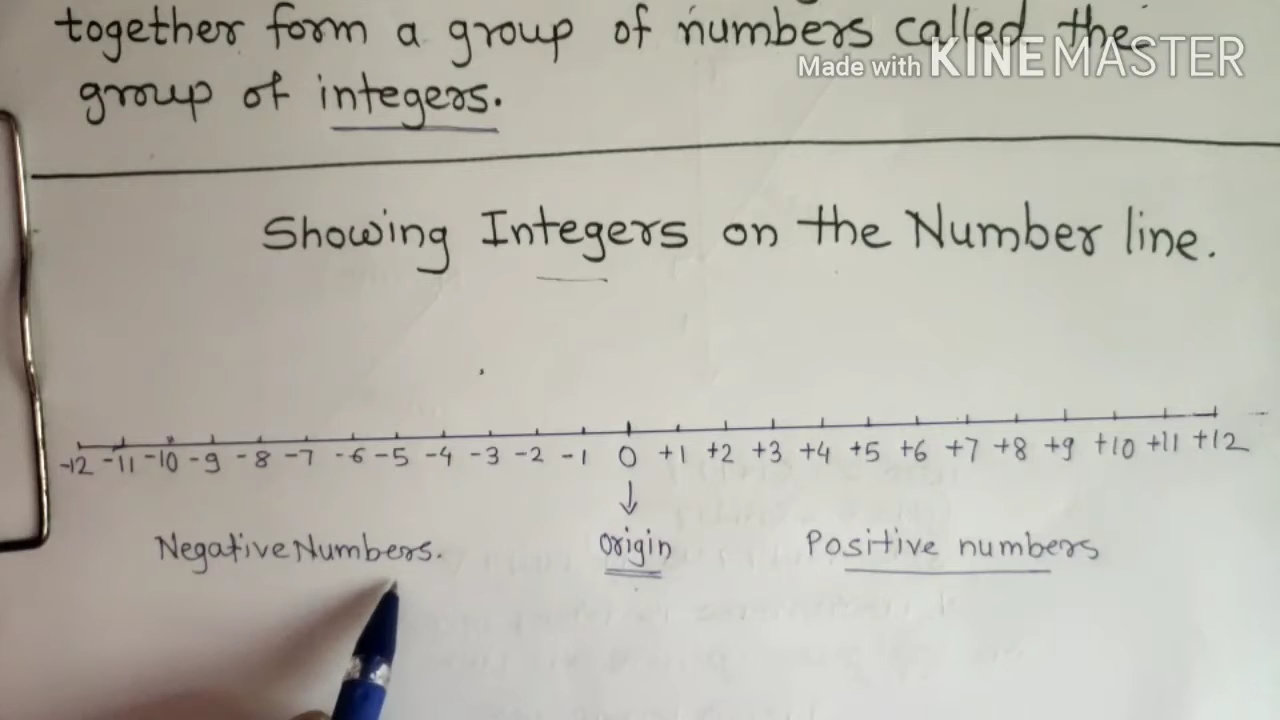 together form a group of numbers called the
Made with KINEMASTER
group of integers.
Showing Integers on the Number line.
-12 -11 -10 -9 -8 -7 -6 -5 -4 -3 -2 -1 0 +1 +2 +3 +4 +5 +6 +7 +8 +9 +10 +11 +12
Negative Numbers. Origin Positive numbers